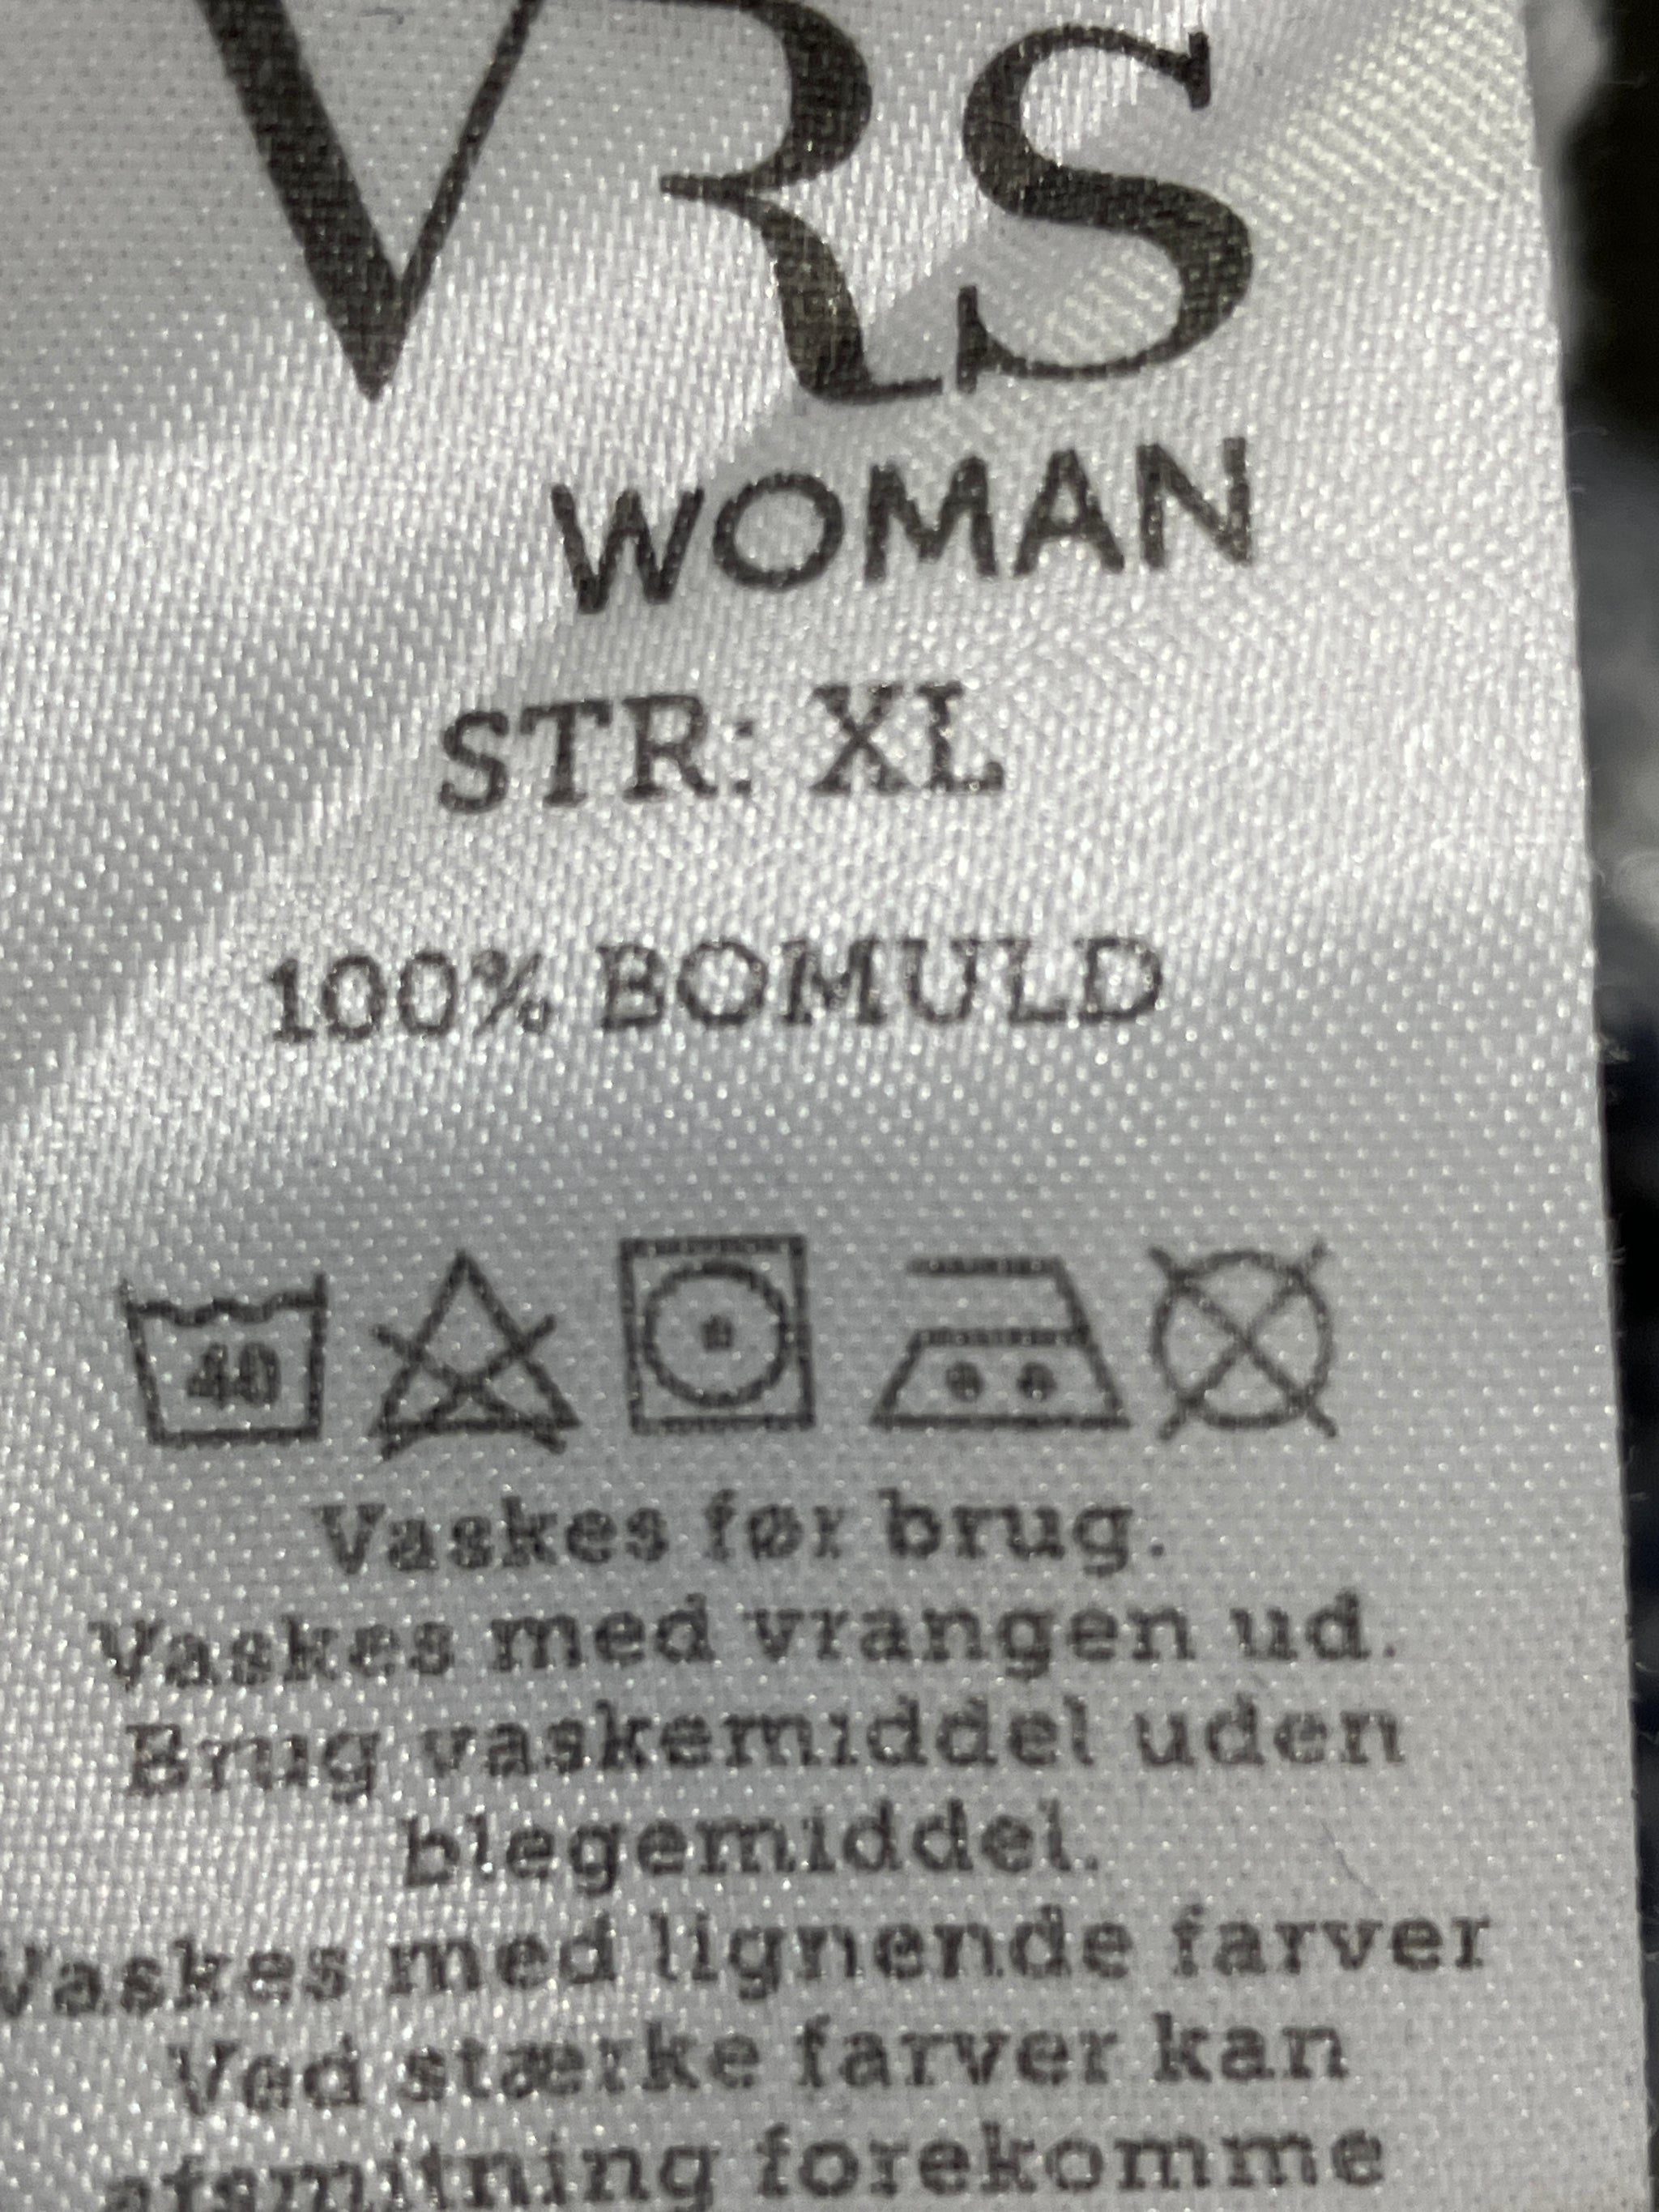 VRS
WOMAN
STR: XL
100% BOMULD
40
Vaskes før brug.
Vaskes med vrangen ud.
Brug vaskemiddel uden
blegemiddel.
Vaskes med lignende farver
Ved stærke farver kan
afsmitning forekomme